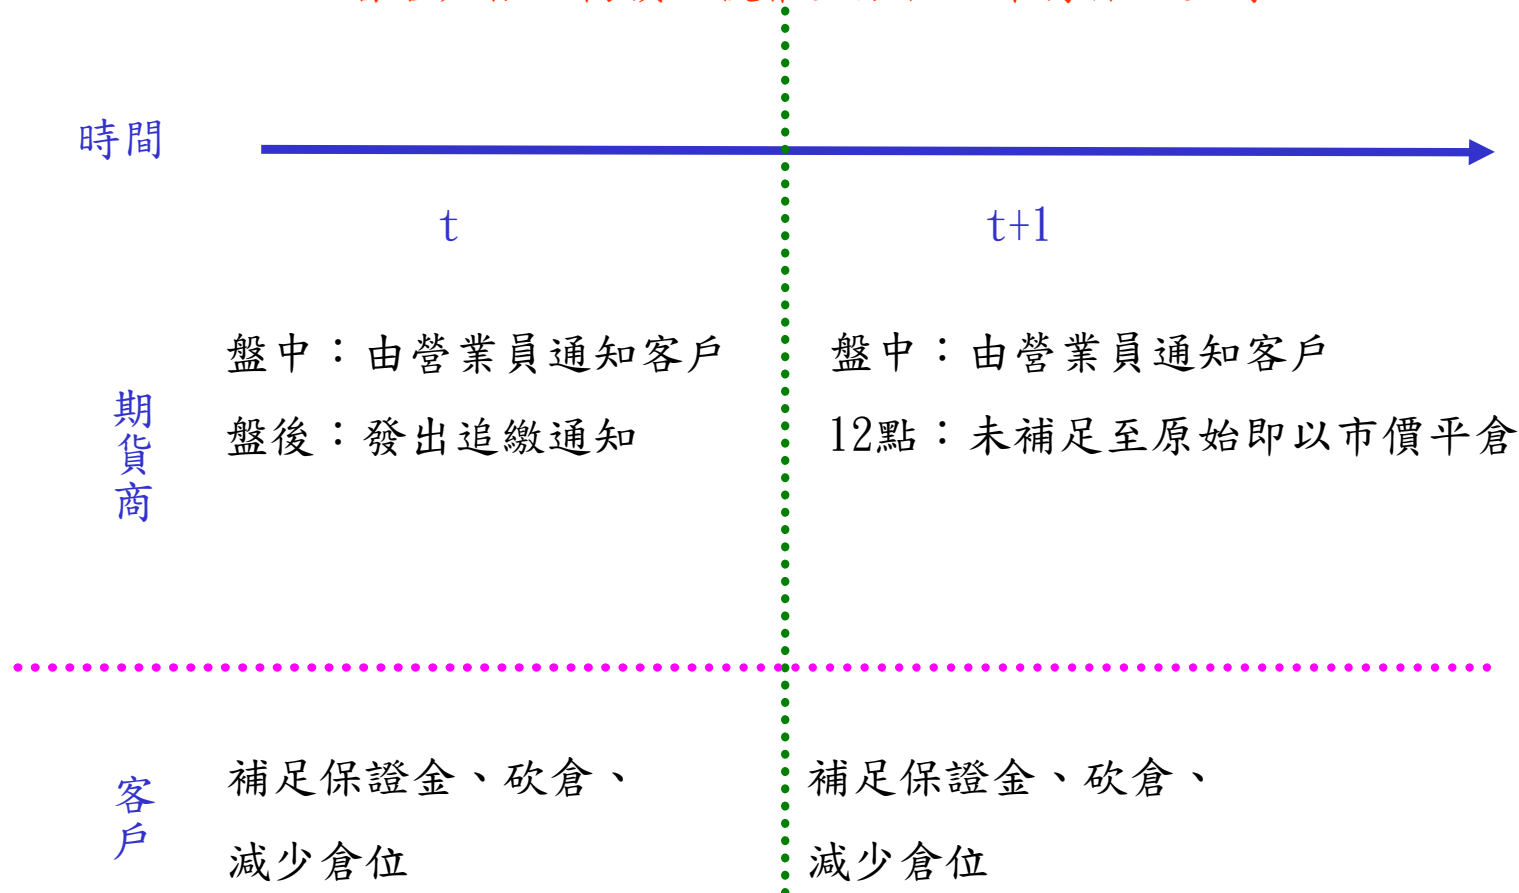 時間
t
t+1
期貨商
盤中：由營業員通知客戶
盤後：發出追繳通知
盤中：由營業員通知客戶
12點：未補足至原始即以市價平倉
客戶
補足保證金、砍倉、
減少倉位
補足保證金、砍倉、
減少倉位